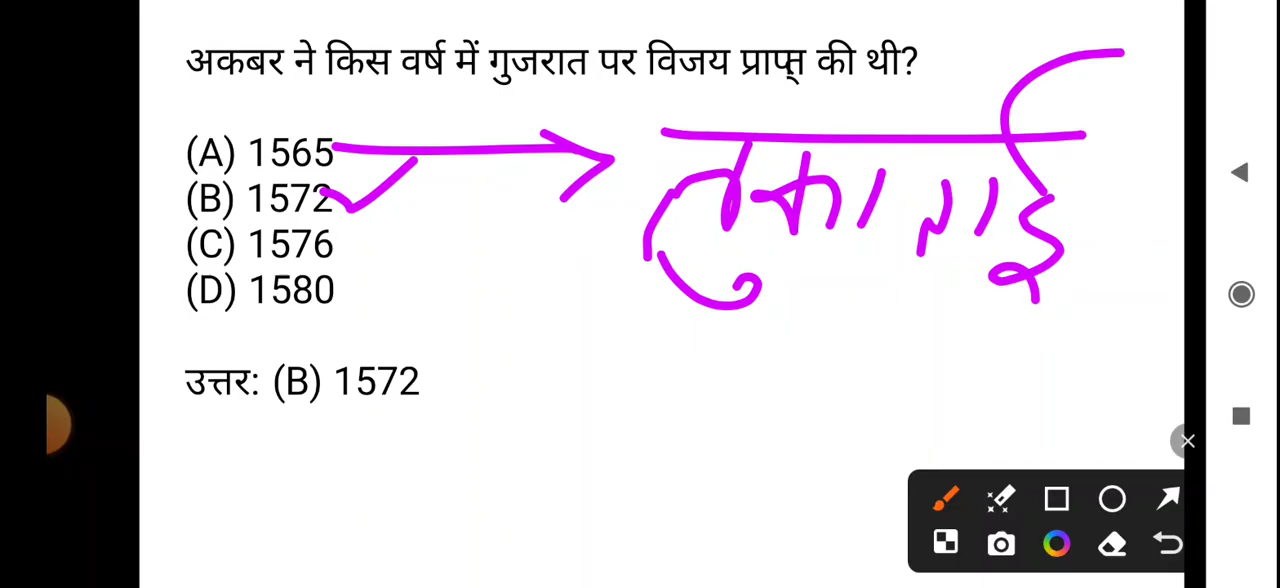 अकबर ने किस वर्ष में गुजरात पर विजय प्राप्त् की थी?
(A) 1565
(B) 1572
(C) 1576
(D) 1580
उत्तर: (B) 1572